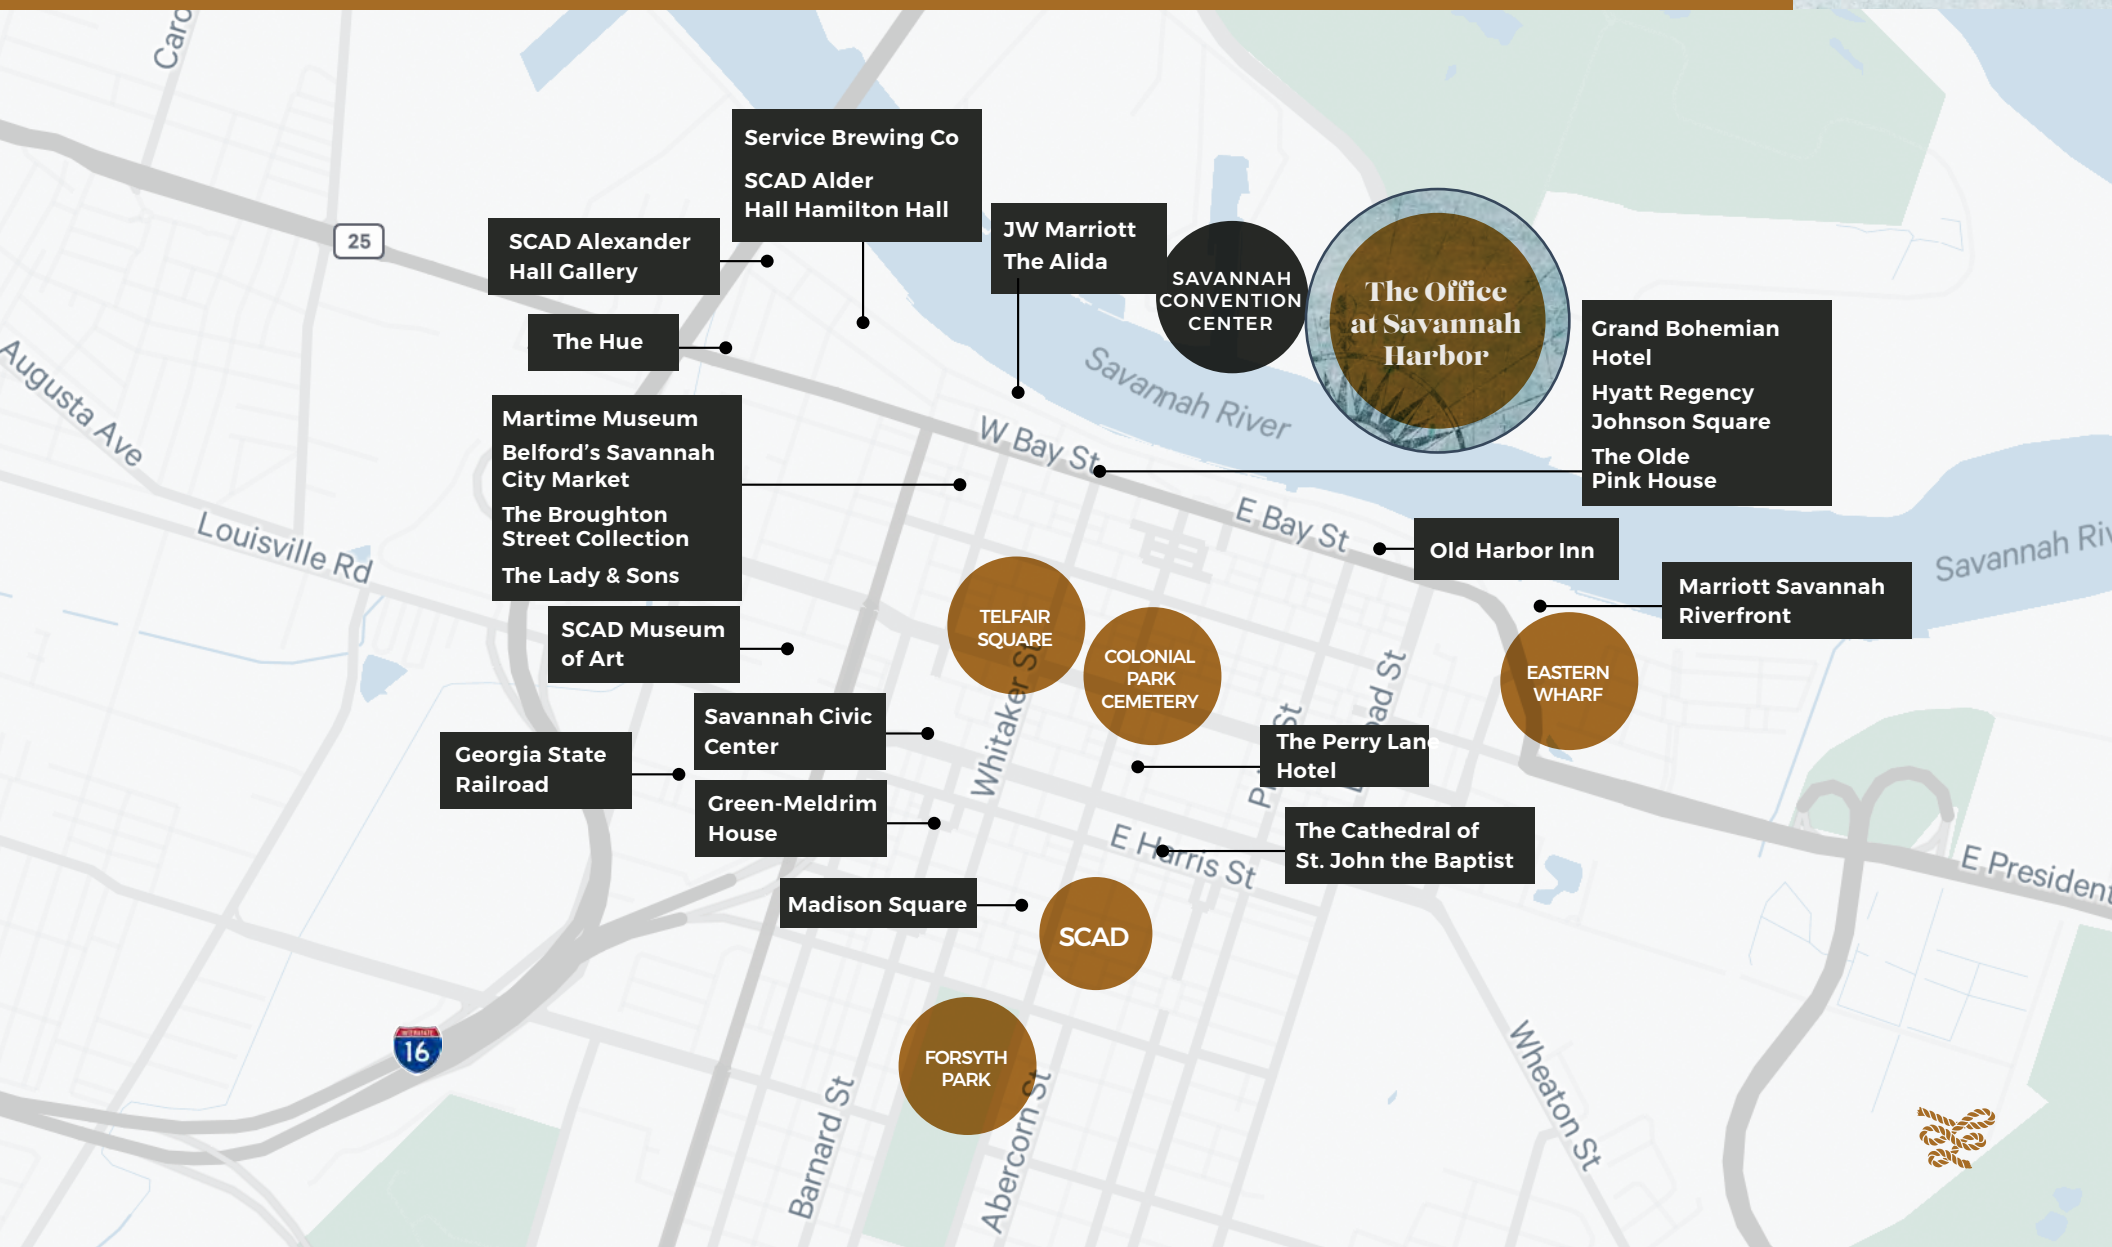 Caro
Service Brewing Co
SCAD Alder
Hall Hamilton Hall
SCAD Alexander
Hall Gallery
25
JW Marriott
The Alida
SAVANNAH
CONVENTION
CENTER
The Office
at Savannah
Harbor
The Hue
Grand Bohemian
Hotel
Hyatt Regency
Johnson Square
The Olde
Pink House
Augusta Ave
Savannah River
Martime Museum
Belford's Savannah
City Market
The Broughton
Street Collection
The Lady & Sons
W Bay St
E Bay St
Louisville Rd
Old Harbor Inn
Savannah Riv
Marriott Savannah
Riverfront
SCAD Museum
of Art
TELFAIR
SQUARE
COLONIAL
PARK
CEMETERY
EASTERN
WHARF
Whitaker St
Savannah Civic
Center
Georgia State
Railroad
The Perry Lane
Hotel
Green-Meldrim
House
E Harris St
The Cathedral of
St. John the Baptist
E President
Madison Square
SCAD
16
FORSYTH
PARK
Barnard St
Abercorn St
Wheaton St